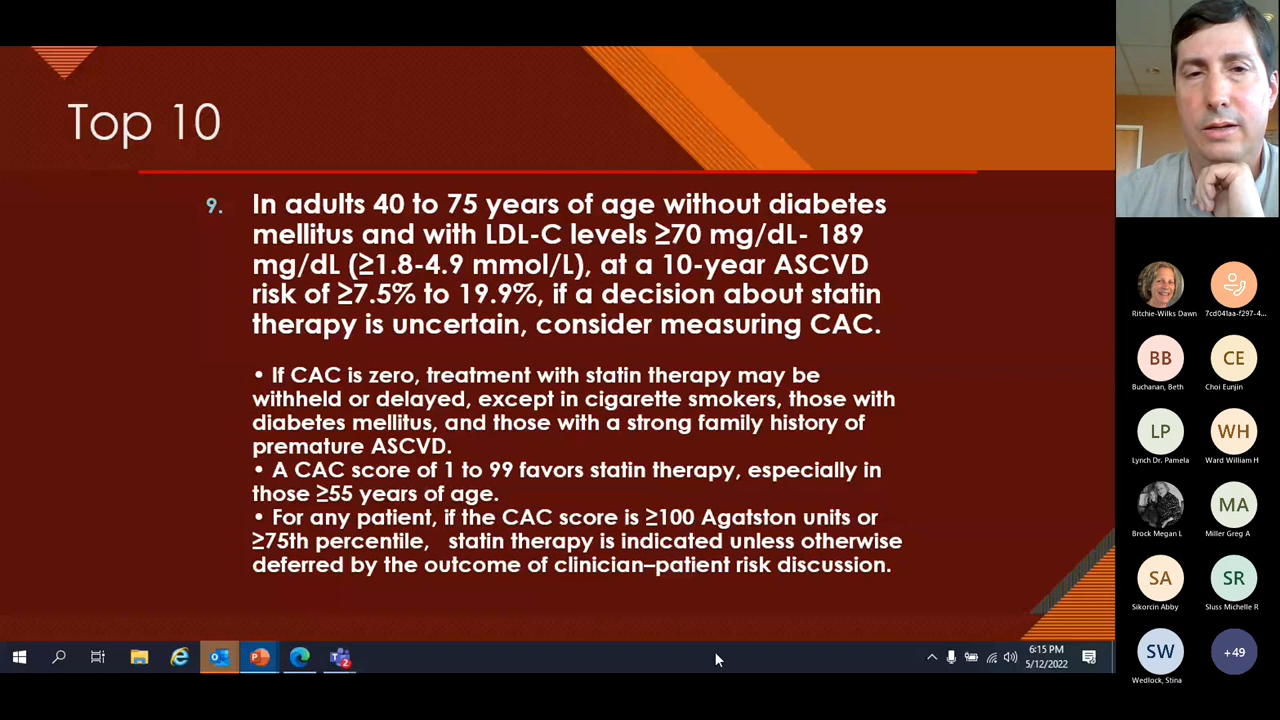 Top 10
9. In adults 40 to 75 years of age without diabetes
mellitus and with LDL-C levels ≥70 mg/dL- 189
mg/dL (≥1.8-4.9 mmol/L), at a 10-year ASCVD
risk of ≥7.5% to 19.9%, if a decision about statin
therapy is uncertain, consider measuring CAC.
• If CAC is zero, treatment with statin therapy may be
withheld or delayed, except in cigarette smokers, those with
diabetes mellitus, and those with a strong family history of
premature ASCVD.
• A CAC score of 1 to 99 favors statin therapy, especially in
those ≥55 years of age.
• For any patient, if the CAC score is ≥100 Agatston units or
≥75th percentile, statin therapy is indicated unless otherwise
deferred by the outcome of clinician–patient risk discussion.
Ritchie-Wilks Dawn
7cd041aa-f297-4...
BB
Buchanan, Beth
CE
Choi Eunjin
LP
Lynch Dr. Pamela
WH
Ward William H
Brock Megan L
MA
Miller Greg A
SA
Sikorcin Abby
SR
Sluss Michelle R
SW
Wedlock, Stina
+49
2
6:15 PM
5/12/2022